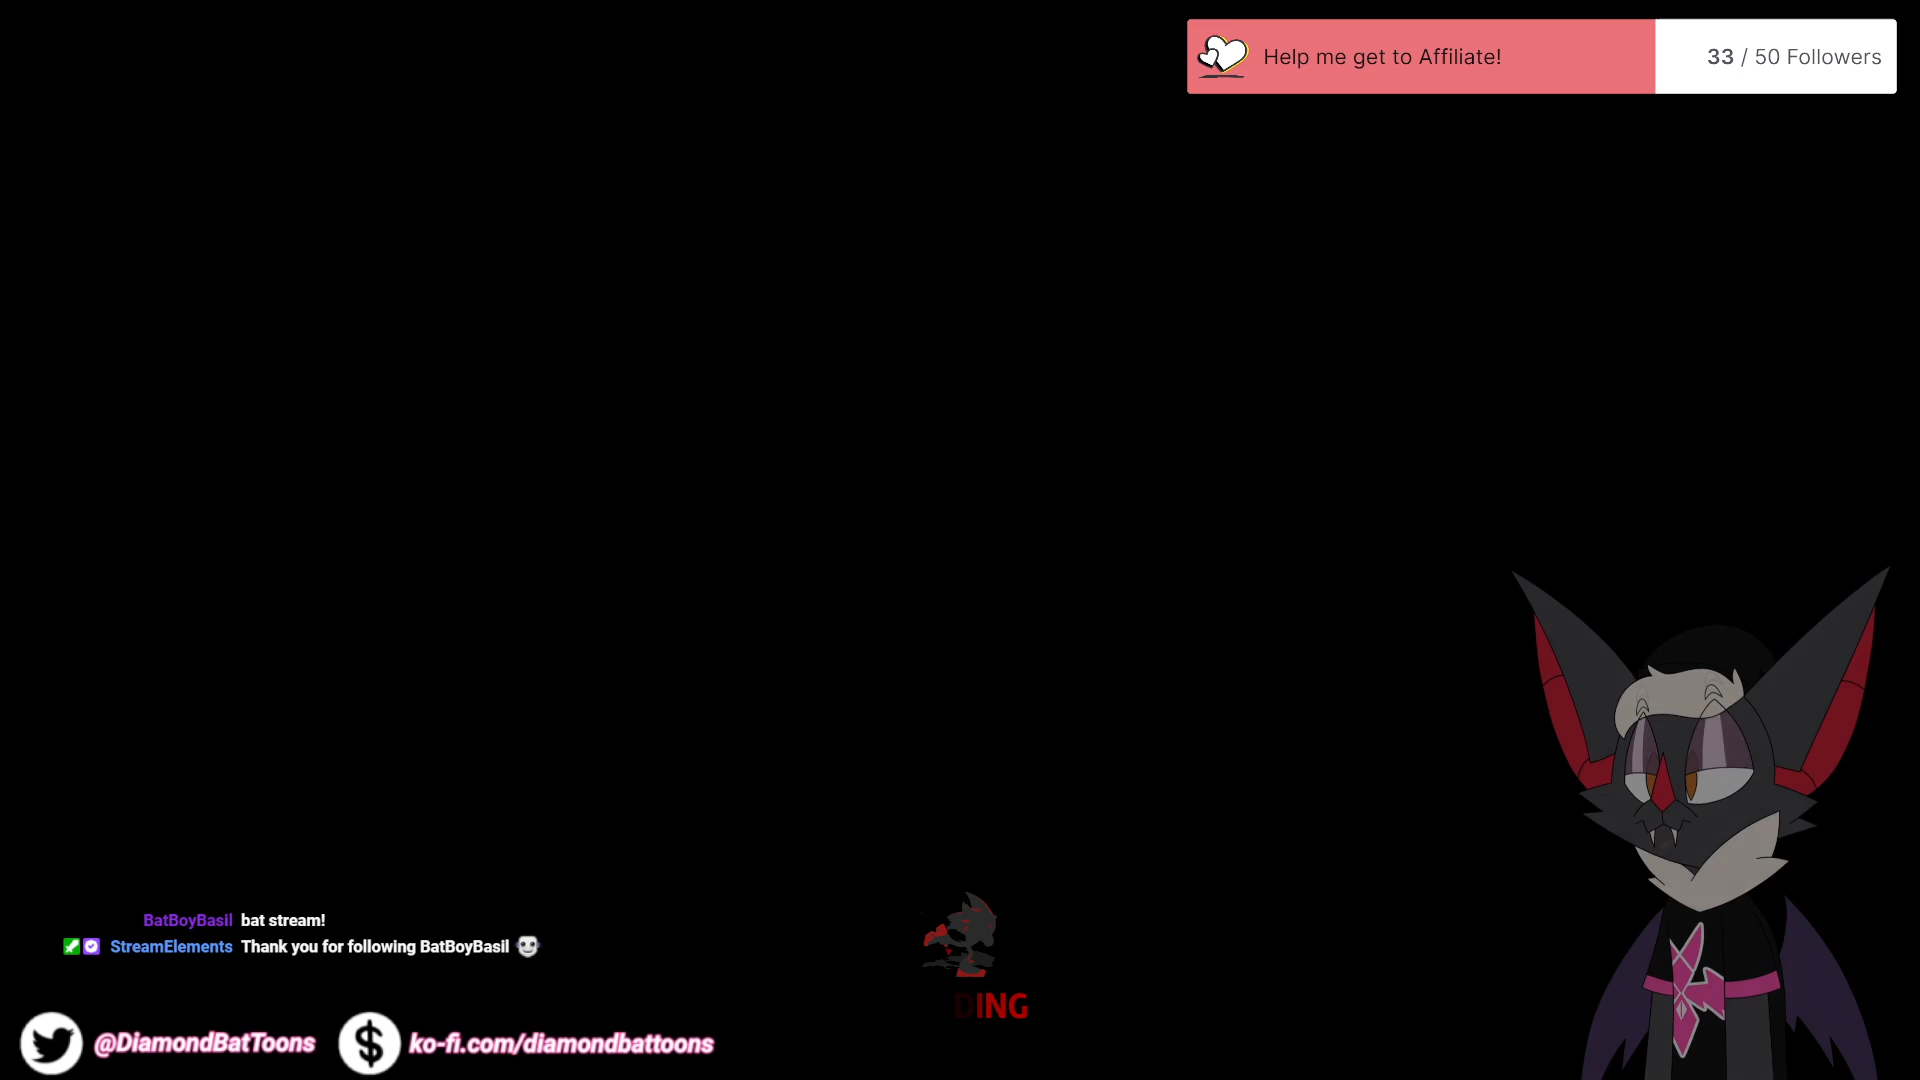 Help me get to Affiliate!
33 / 50 Followers
BatBoyBasil bat stream!
StreamElements Thank you for following BatBoyBasil
DING
@DiamondBatToons
ko-fi.com/diamondbattoons